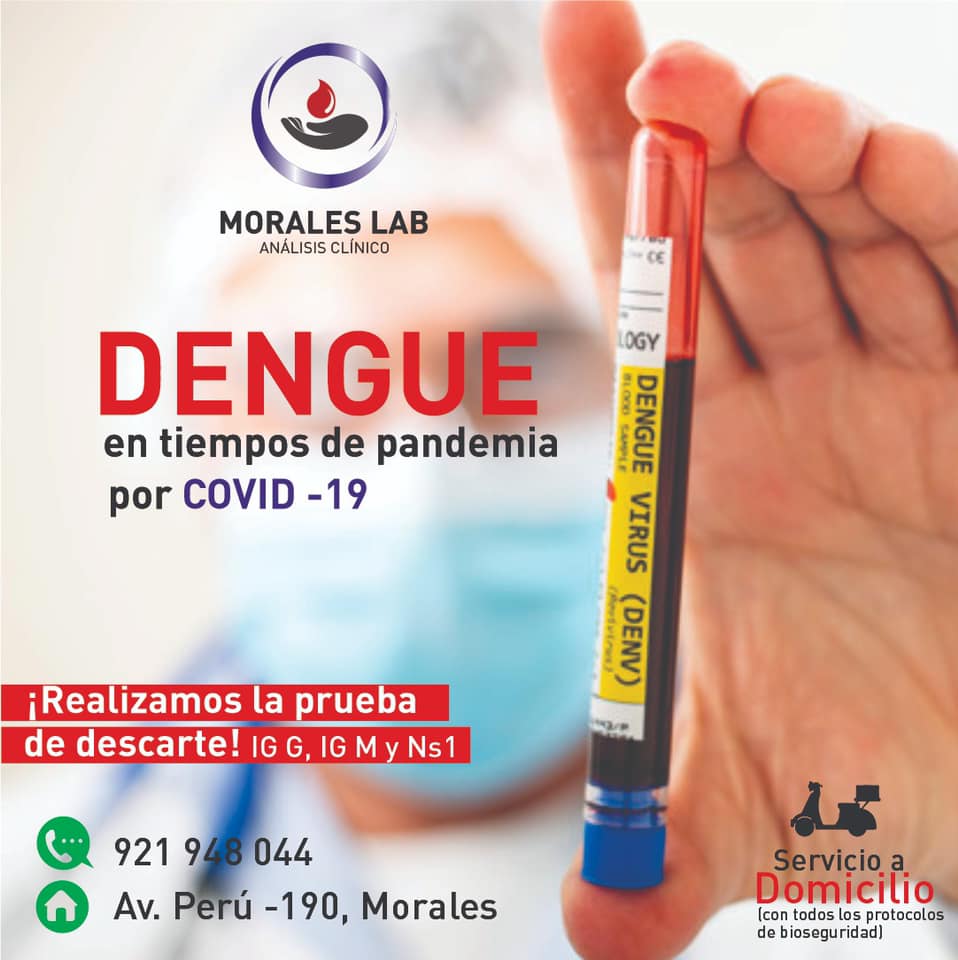 MORALES LAB
ANÁLISIS CLÍNICO
DENGUE
en tiempos de pandemia
por COVID -19
CE
LOGY
DENGUE VIRUS (DENV)
BLOOD SAMPLE
¡Realizamos la prueba
de descarte! IG G, IG M y Ns1
921 948 044
Av. Perú -190, Morales
Servicio a
Domicilio
(con todos los protocolos
de bioseguridad)